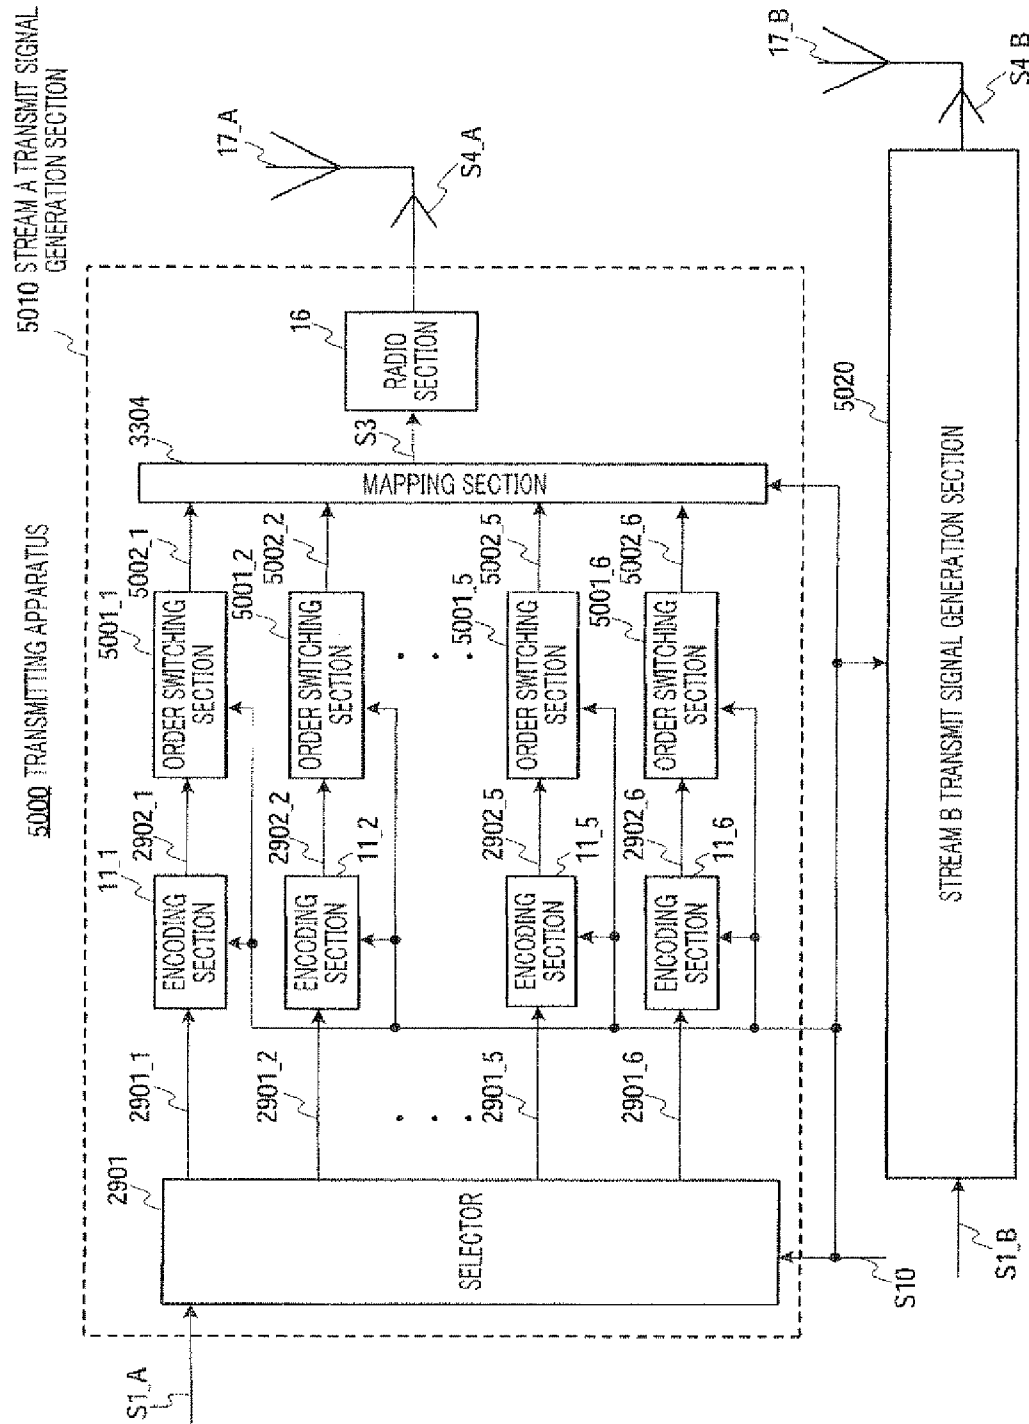 5000 TRANSMITTING APPARATUS
5010 STREAM A TRANSMIT SIGNAL
GENERATION SECTION
S1_A
2901
SELECTOR
2901_1
2901_2
2901_5
2901_6
11_1
ENCODING
SECTION
2902_1
5001_1
ORDER SWITCHING
SECTION
5002_1
ENCODING
SECTION
11_2
2902_2
5001_2
ORDER SWITCHING
SECTION
5002_2
ENCODING
SECTION
11_5
2902_5
5001_5
ORDER SWITCHING
SECTION
5002_5
ENCODING
SECTION
11_6
2902_6
5001_6
ORDER SWITCHING
SECTION
5002_6
3304
MAPPING SECTION
S3
16
RADIO
SECTION
17_A
S4_A
S10
S1_B
5020
STREAM B TRANSMIT SIGNAL GENERATION SECTION
17_B
S4_B